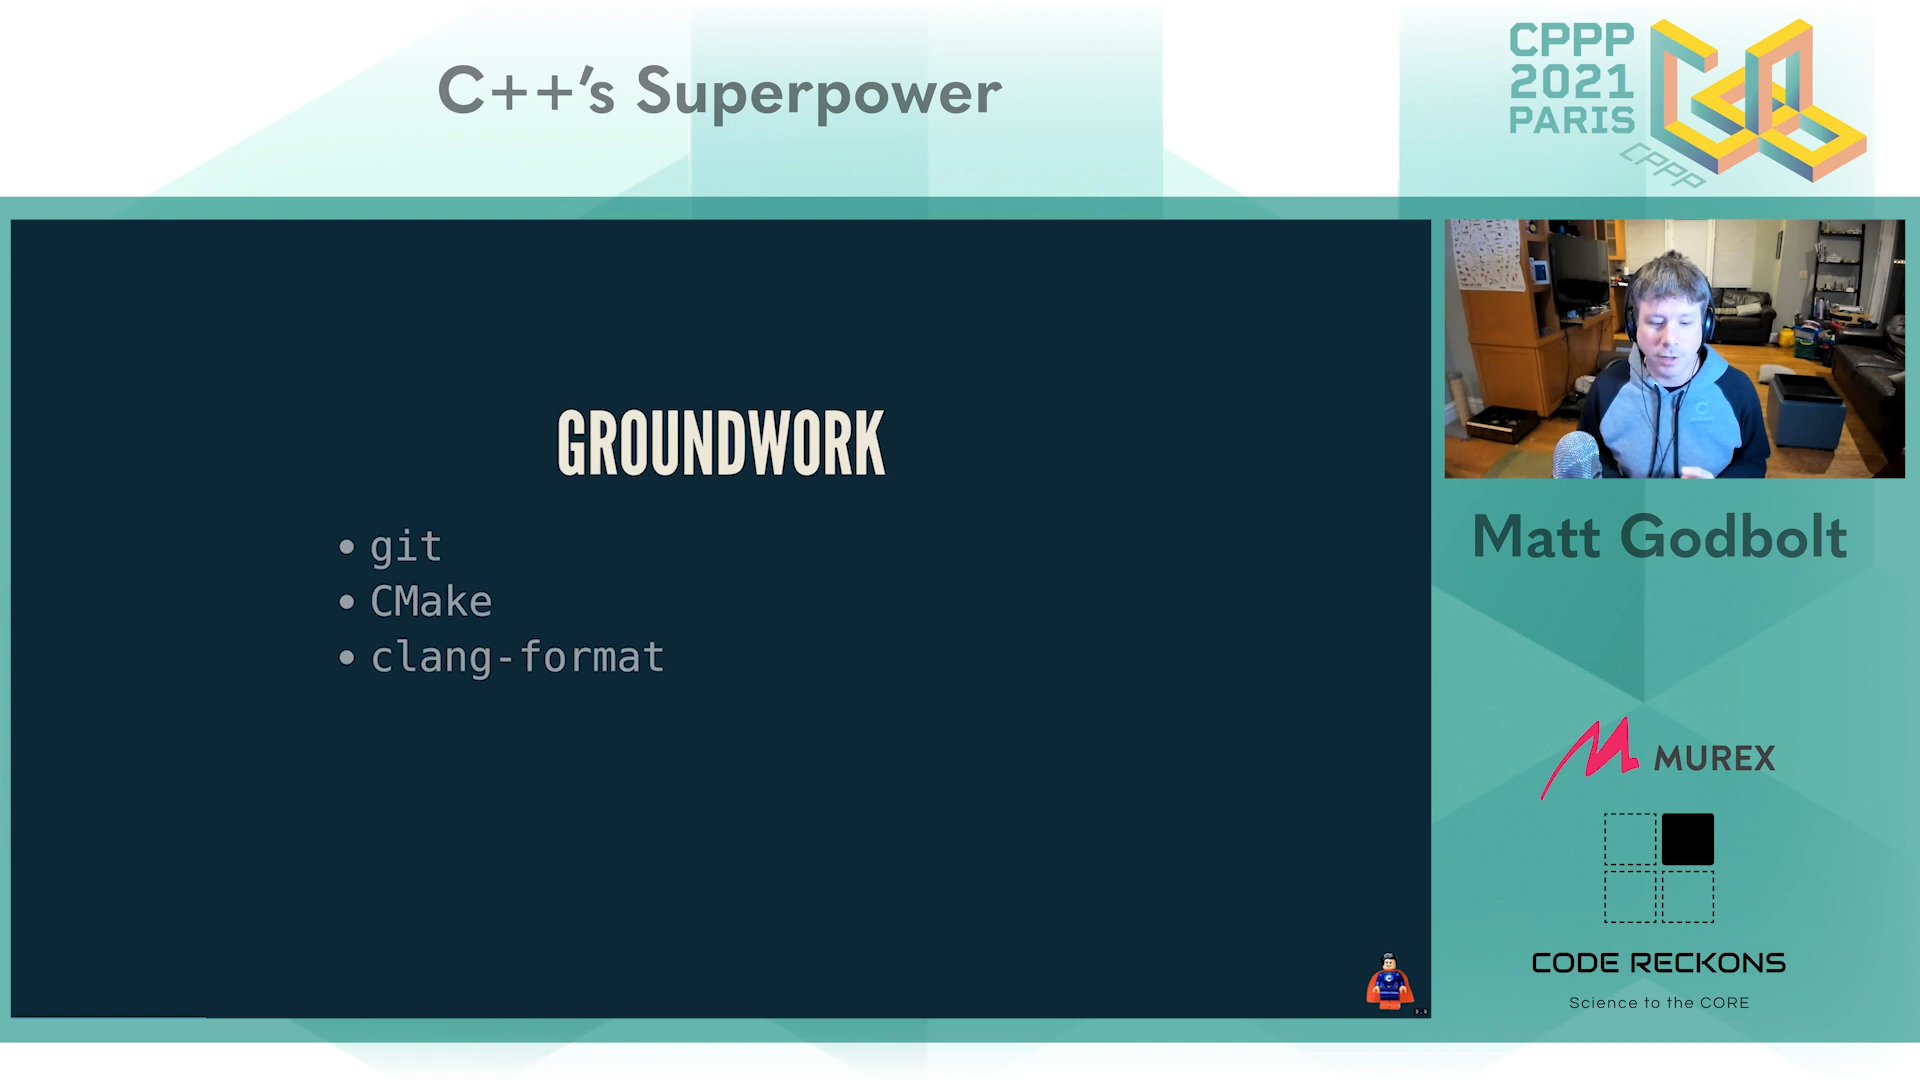 C++’s Superpower
CPPP
2021
PARIS
CPPP
GROUNDWORK
• git
• CMake
• clang-format
Matt Godbolt
MUREX
CODE RECKONS
Science to the CORE